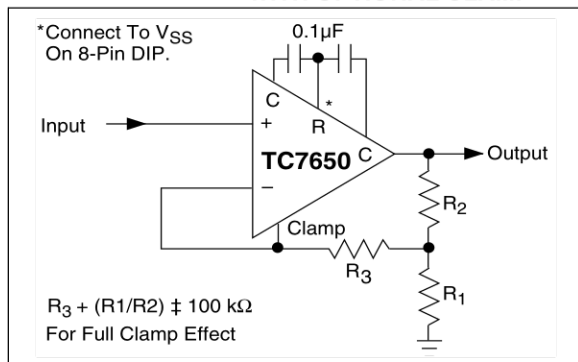 *Connect To VSS
On 8-Pin DIP.
0.1µF
C
*
R
C
Input
+
TC7650
−
Output
R2
Clamp
R3
R1
R3 + (R1/R2) ‡ 100 kΩ
For Full Clamp Effect